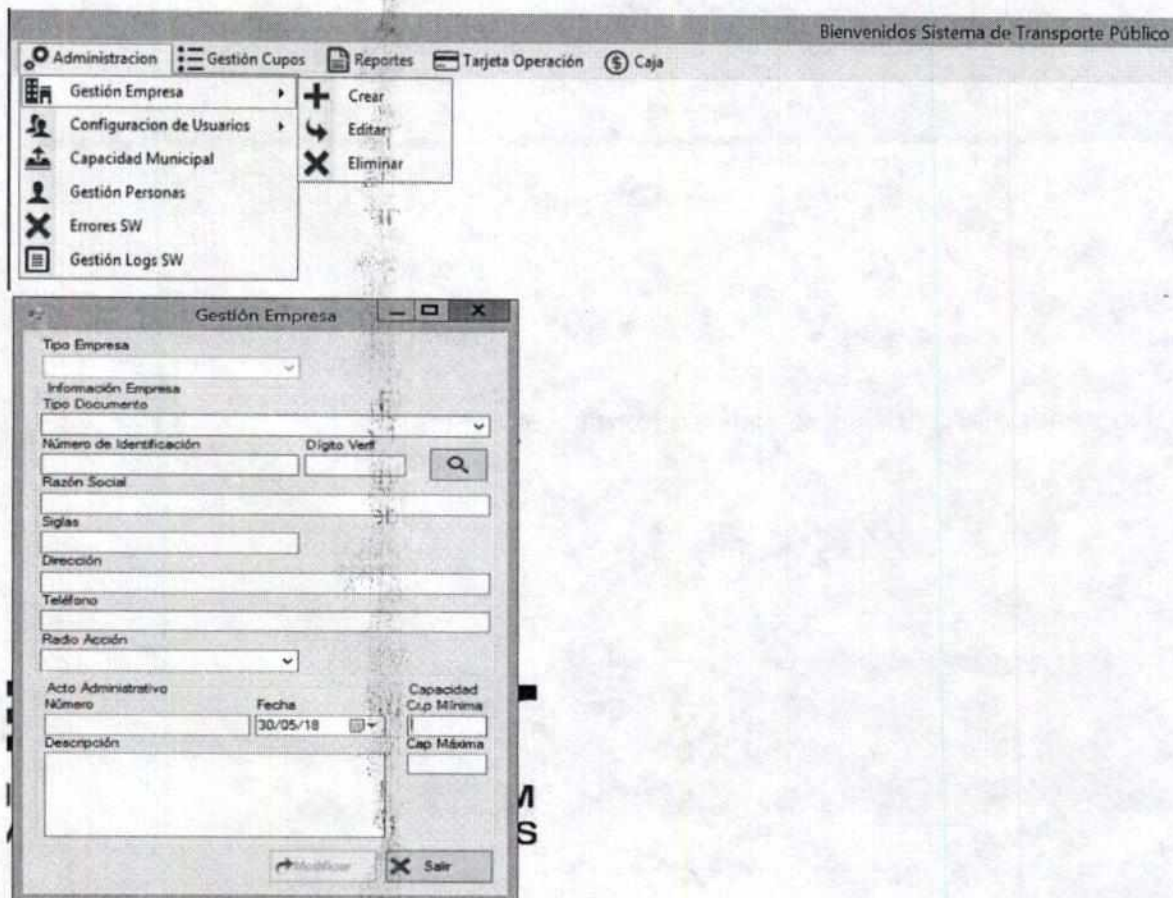 Bienvenidos Sistema de Transporte Público
Administracion Gestión Cupos Reportes Tarjeta Operación Caja
Gestión Empresa
Configuracion de Usuarios
Capacidad Municipal
Gestión Personas
Errores SW
Gestión Logs SW
Crear
Editar
Eliminar
Gestión Empresa
Tipo Empresa
Información Empresa
Tipo Documento
Número de Identificación Dígito Verif
Razón Social
Siglas
Dirección
Teléfono
Radio Acción
Acto Administrativo Capacidad
Número Fecha Cap Mínima
30/05/18
Descripción Cap Máxima
M
S
Modificar Salir